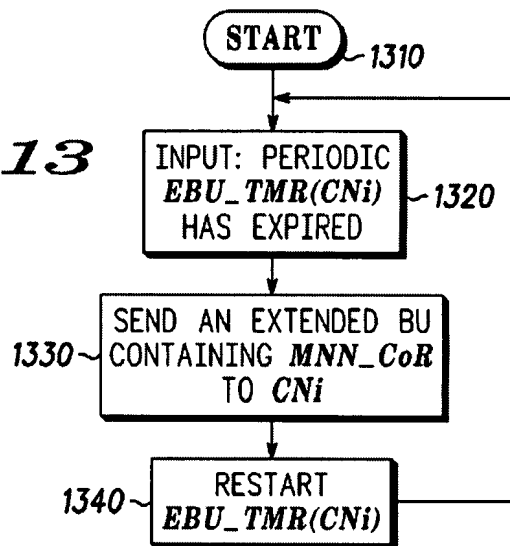 START
1310
13
INPUT: PERIODIC
EBU_TMR(CNi)
HAS EXPIRED
1320
SEND AN EXTENDED BU
CONTAINING MNN_CoR
TO CNi
1330
RESTART
EBU_TMR(CNi)
1340